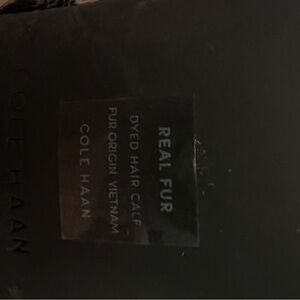 REAL FUR
DYED HAIR CALF
FUR ORIGIN VIETNAM
COLE HAAN
COLE HAAN